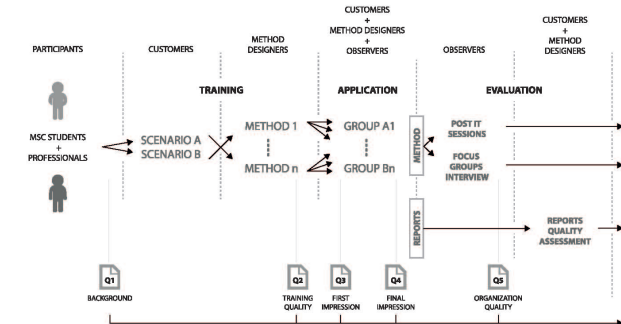 PARTICIPANTS
CUSTOMERS
METHOD
DESIGNERS
CUSTOMERS
+
METHOD DESIGNERS
+
OBSERVERS
OBSERVERS
CUSTOMERS
+
METHOD
DESIGNERS
TRAINING
APPLICATION
EVALUATION
MSC STUDENTS
+
PROFESSIONALS
SCENARIO A
SCENARIO B
METHOD 1
METHOD n
GROUP A1
GROUP Bn
METHOD
POST IT
SESSIONS
FOCUS
GROUPS
INTERVIEW
REPORTS
REPORTS
QUALITY
ASSESSMENT
Q1
BACKGROUND
Q2
TRAINING
QUALITY
Q3
FIRST
IMPRESSION
Q4
FINAL
IMPRESSION
Q5
ORGANIZATION
QUALITY